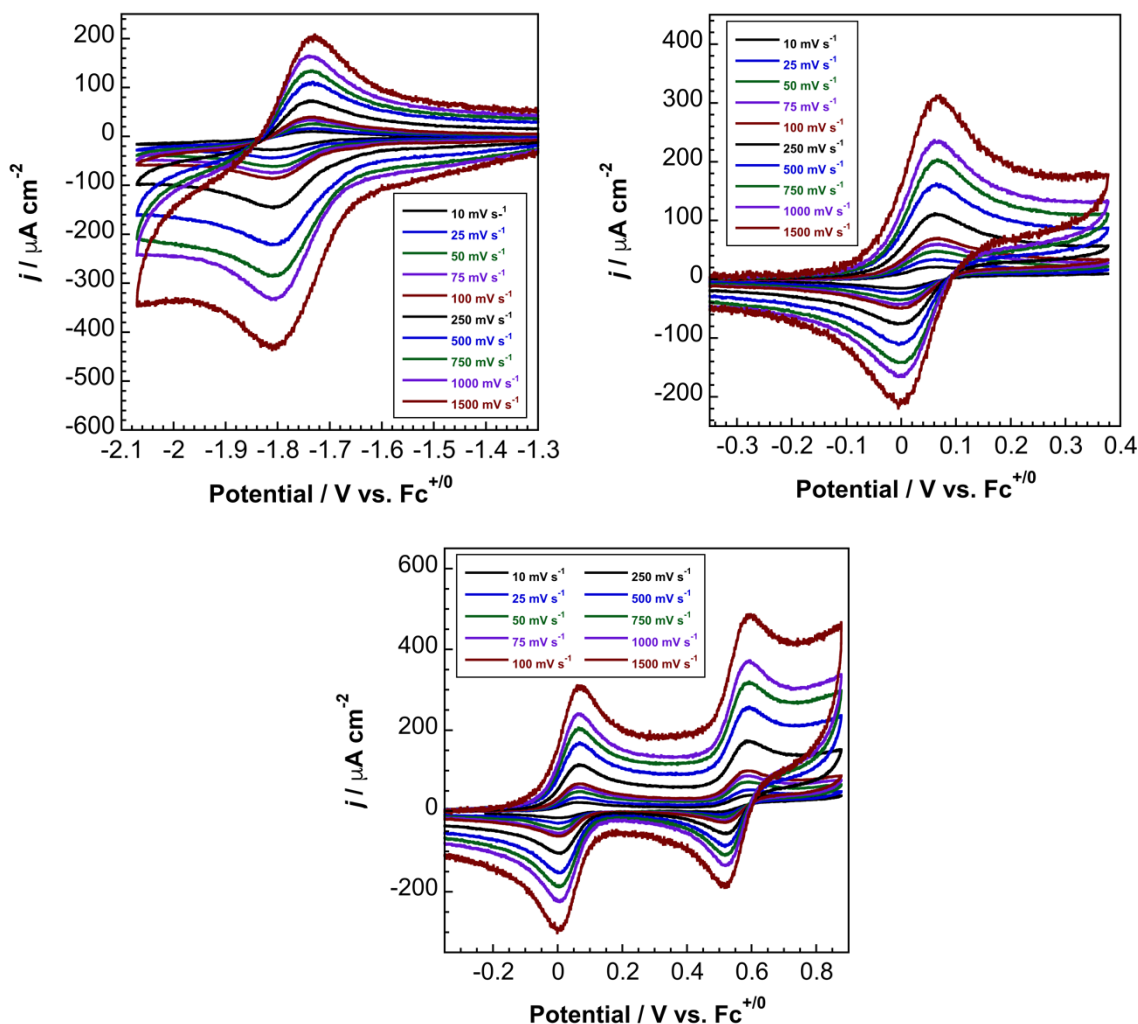 200
100
0
-100
-200
-300
-400
-500
-600
j / μA cm-2
10 mV s-1
25 mV s-1
50 mV s-1
75 mV s-1
100 mV s-1
250 mV s-1
500 mV s-1
750 mV s-1
1000 mV s-1
1500 mV s-1
-2.1 -2 -1.9 -1.8 -1.7 -1.6 -1.5 -1.4 -1.3
Potential / V vs. Fc+/0
400
300
200
100
0
-100
-200
j / μA cm-2
10 mV s-1
25 mV s-1
50 mV s-1
75 mV s-1
100 mV s-1
250 mV s-1
500 mV s-1
750 mV s-1
1000 mV s-1
1500 mV s-1
-0.3 -0.2 -0.1 0 0.1 0.2 0.3 0.4
Potential / V vs. Fc+/0
600
400
200
0
-200
j / μA cm-2
10 mV s-1 250 mV s-1
25 mV s-1 500 mV s-1
50 mV s-1 750 mV s-1
75 mV s-1 1000 mV s-1
100 mV s-1 1500 mV s-1
-0.2 0 0.2 0.4 0.6 0.8
Potential / V vs. Fc+/0